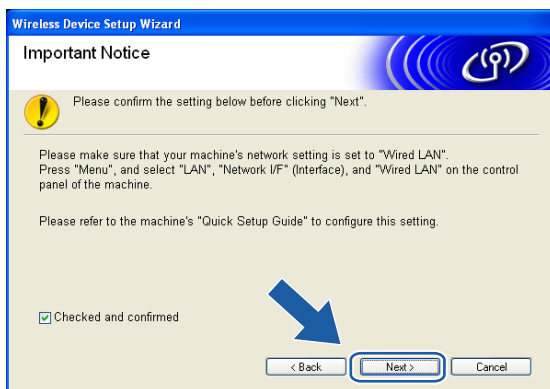 Wireless Device Setup Wizard
Important Notice
Please confirm the setting below before clicking "Next".
Please make sure that your machine's network setting is set to "Wired LAN".
Press "Menu", and select "LAN", "Network I/F" (Interface), and "Wired LAN" on the control
panel of the machine.
Please refer to the machine's "Quick Setup Guide" to configure this setting.
Checked and confirmed
< Back Next > Cancel